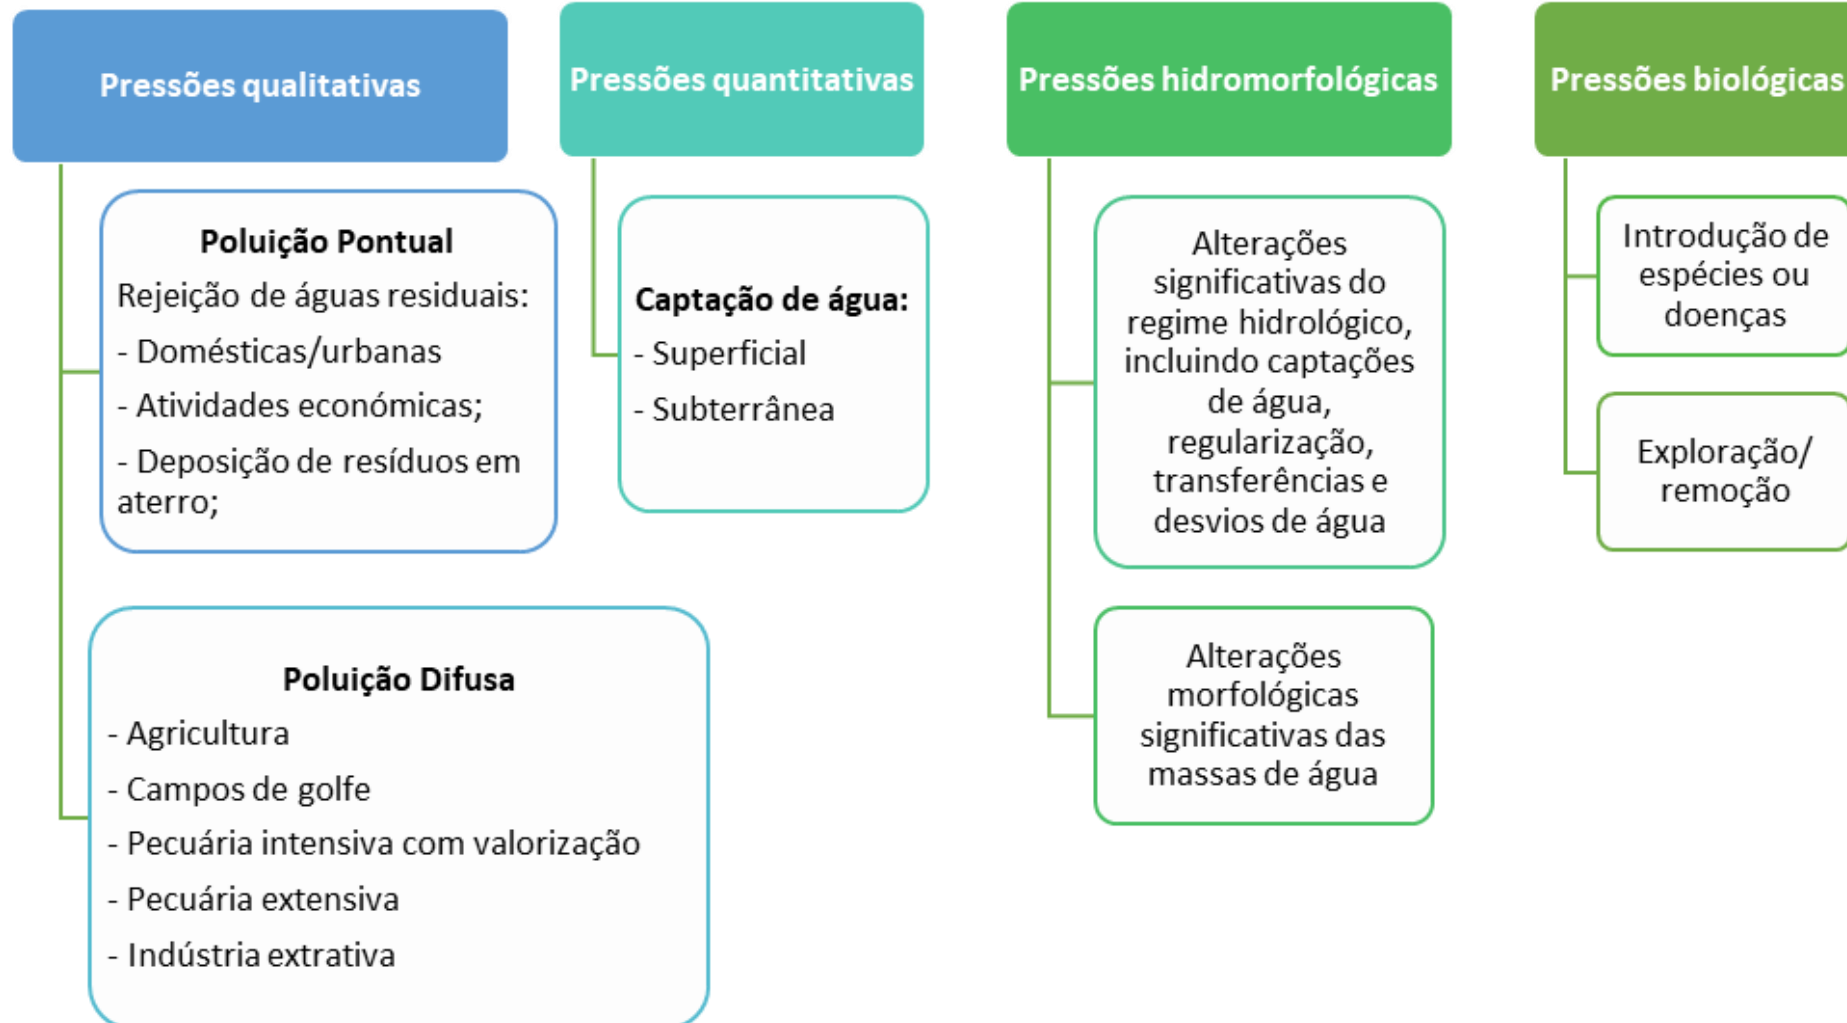 Pressões qualitativas
Poluição Pontual
Rejeição de águas residuais:
- Domésticas/urbanas
- Atividades económicas;
- Deposição de resíduos em
aterro;
Poluição Difusa
- Agricultura
- Campos de golfe
- Pecuária intensiva com valorização
- Pecuária extensiva
- Indústria extrativa
Pressões quantitativas
Captação de água:
- Superficial
- Subterrânea
Pressões hidromorfológicas
Alterações
significativas do
regime hidrológico,
incluindo captações
de água,
regularização,
transferências e
desvios de água
Alterações
morfológicas
significativas das
massas de água
Pressões biológicas
Introdução de
espécies ou
doenças
Exploração/
remoção